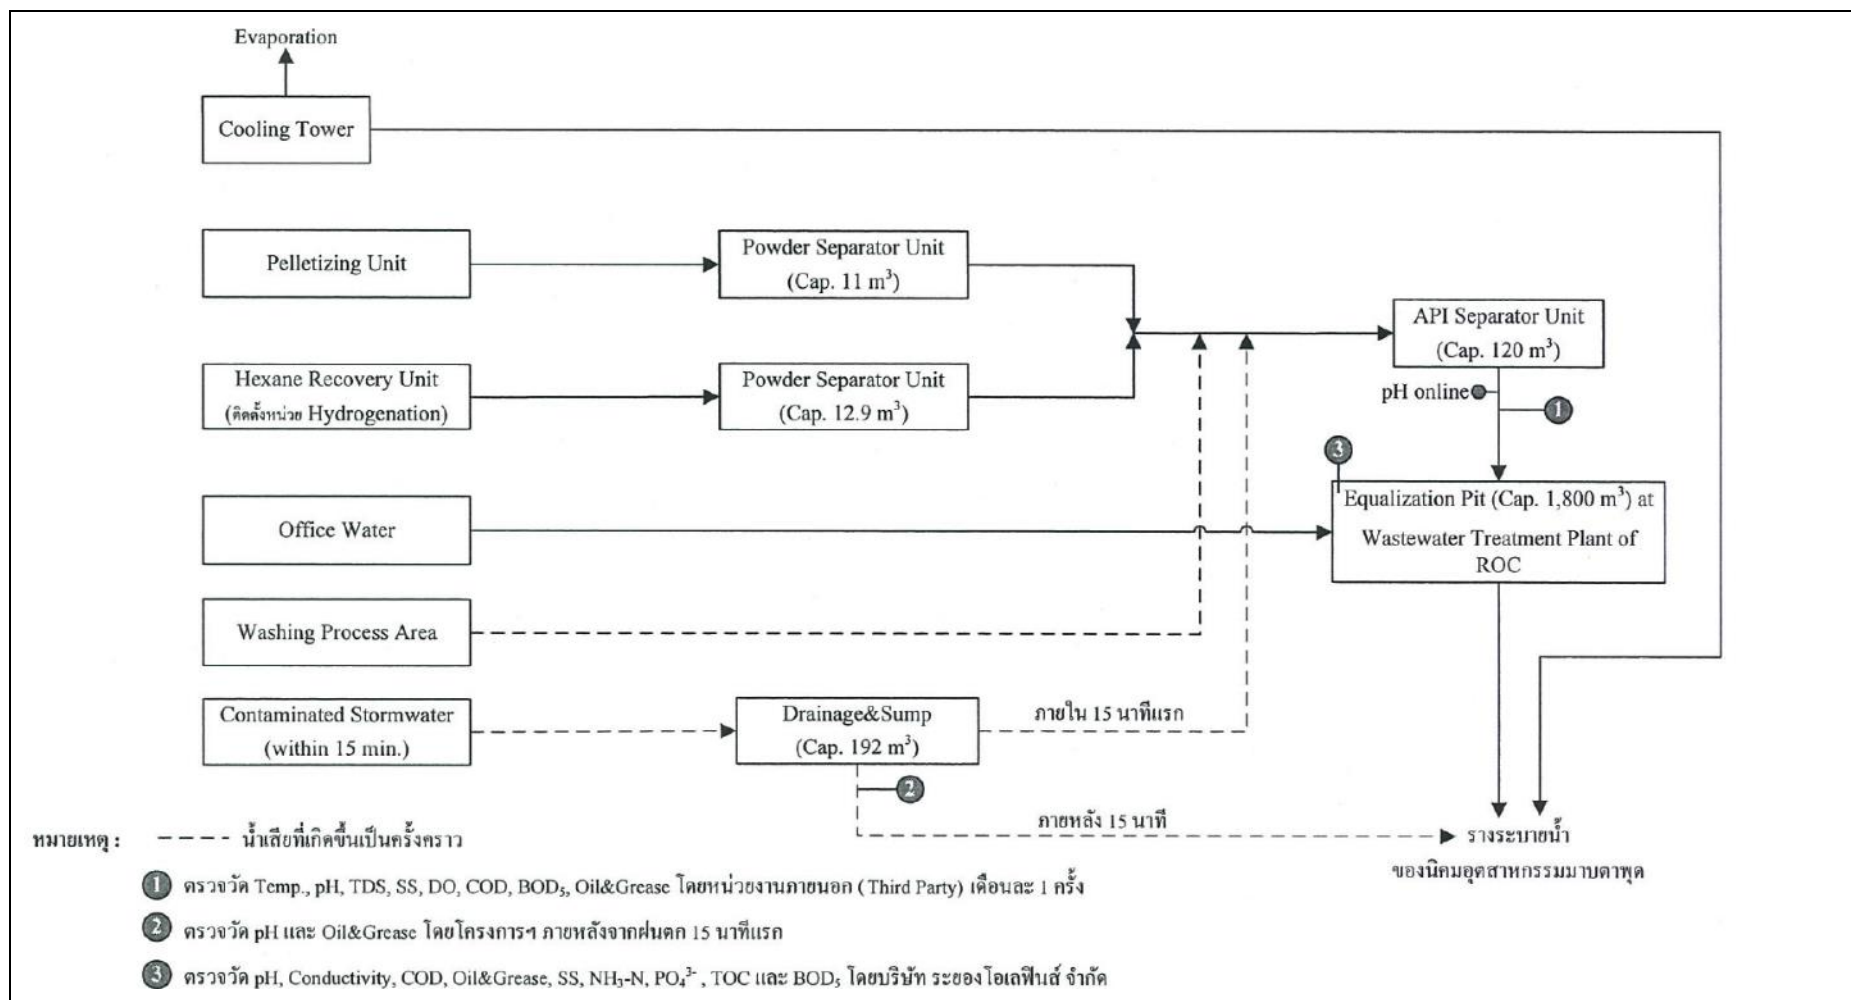 Evaporation
Cooling Tower
Pelletizing Unit
Powder Separator Unit
(Cap. 11 m³)
API Separator Unit
(Cap. 120 m³)
Hexane Recovery Unit
(ติดตั้งหน่วย Hydrogenation)
Powder Separator Unit
(Cap. 12.9 m³)
pH online
1
3
Equalization Pit (Cap. 1,800 m³) at
Wastewater Treatment Plant of
ROC
Office Water
Washing Process Area
Contaminated Stormwater
(within 15 min.)
Drainage&Sump
(Cap. 192 m³)
ภายใน 15 นาทีแรก
2
ภายหลัง 15 นาที
รางระบายน้ำ
ของนิคมอุตสาหกรรมมาบตาพุด
หมายเหตุ : น้ำเสียที่เกิดขึ้นเป็นครั้งคราว
1 ตรวจวัด Temp., pH, TDS, SS, DO, COD, BOD₅, Oil&Grease โดยหน่วยงานภายนอก (Third Party) เดือนละ 1 ครั้ง
2 ตรวจวัด pH และ Oil&Grease โดยโครงการฯ ภายหลังจากฝนตก 15 นาทีแรก
3 ตรวจวัด pH, Conductivity, COD, Oil&Grease, SS, NH₃-N, PO₄³⁻ , TOC และ BOD₅ โดยบริษัท ระยองโอเลฟินส์ จำกัด